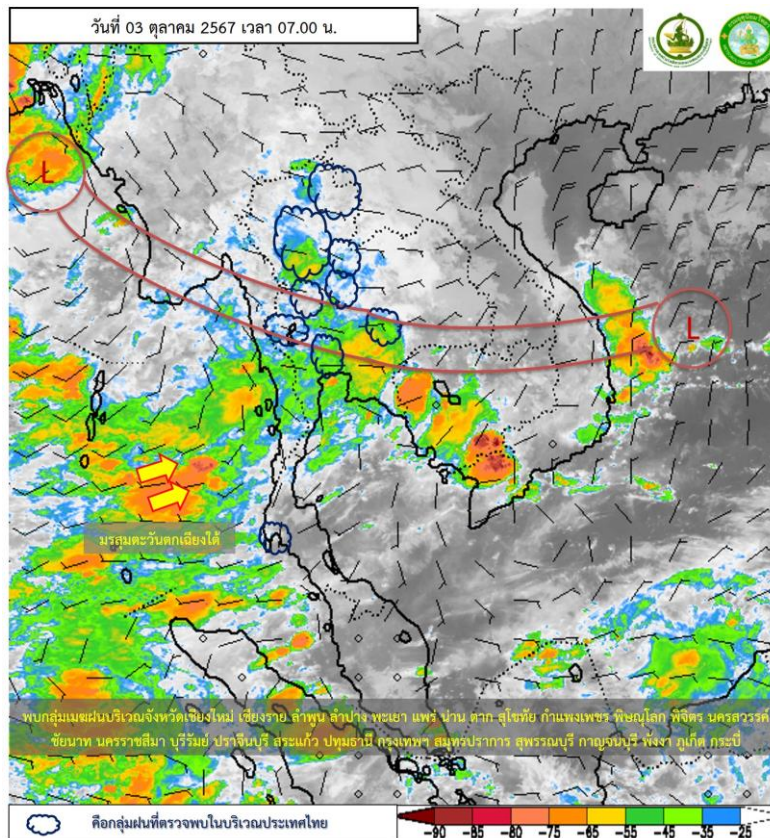 วันที่ 03 ตุลาคม 2567 เวลา 07.00 น.
L
L
มรสุมตะวันตกเฉียงใต้
พบกลุ่มเมฆฝนบริเวณจังหวัดเชียงใหม่ เชียงราย ลำพูน ลำปาง พะเยา แพร่ น่าน ตาก สุโขทัย กำแพงเพชร พิษณุโลก พิจิตร นครสวรรค์
ชัยนาท นครราชสีมา บุรีรัมย์ ปราจีนบุรี สระแก้ว ปทุมธานี กรุงเทพฯ สมุทรปราการ สุพรรณบุรี กาญจนบุรี พังงา ภูเก็ต กระบี่
คือกลุ่มฝนที่ตรวจพบในบริเวณประเทศไทย
-90 -85 -80 -75 -65 -55 -45 -35 -25